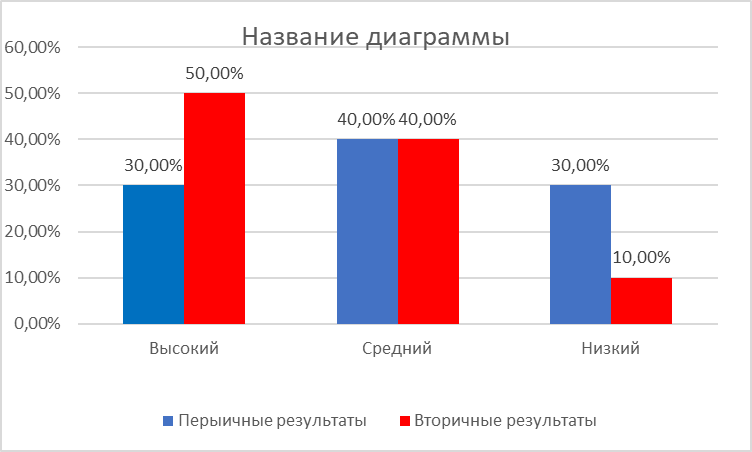 Название диаграммы
60,00%
50,00%
40,00%
30,00%
20,00%
10,00%
0,00%
30,00%
50,00%
40,00%
40,00%
30,00%
10,00%
Высокий
Средний
Низкий
Перыичные результаты
Вторичные результаты